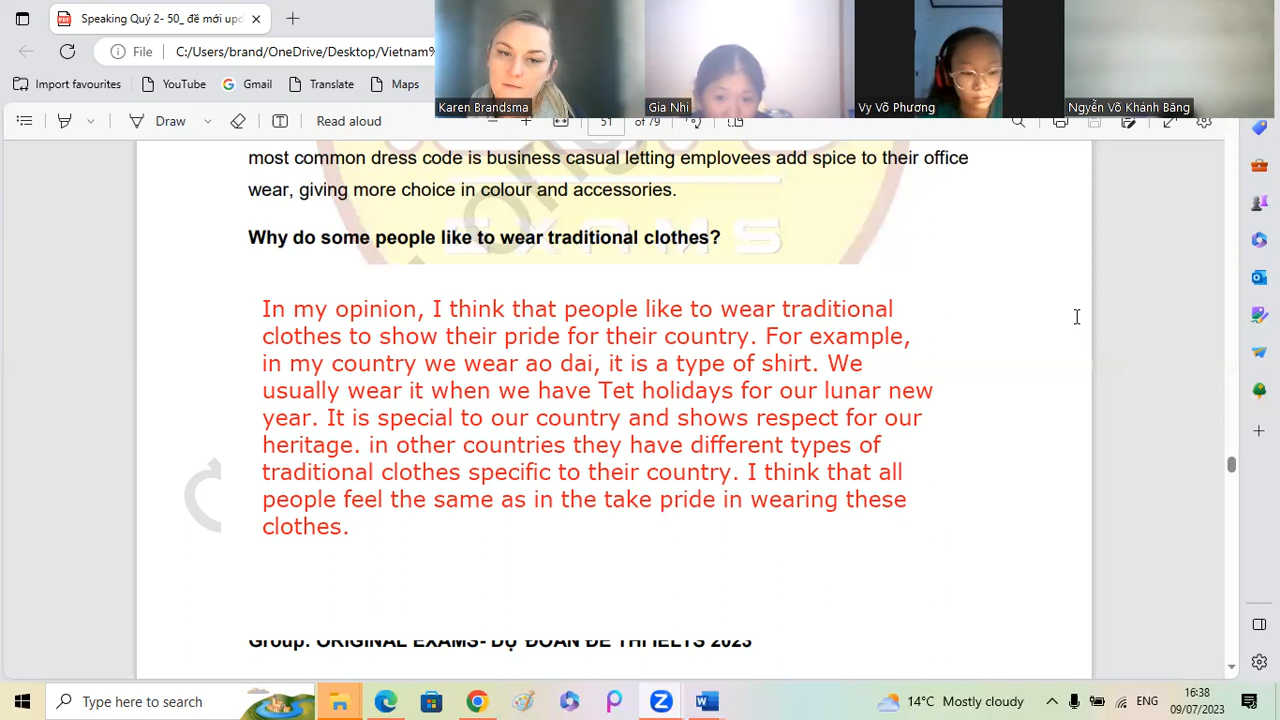 Speaking Quý 2- 50_ đề mới upd
File
C:/Users/brand/OneDrive/Desktop/Vietnam%
Import favourites
YouTube
Gmail
Translate
Maps
Karen Brandsma
Gia Nhi
Vy Võ Phương
Nguyễn Võ Khánh Băng
Draw
Read aloud
51 of 79
most common dress code is business casual letting employees add spice to their office
wear, giving more choice in colour and accessories.
EXAMS
Why do some people like to wear traditional clothes?
In my opinion, I think that people like to wear traditional
clothes to show their pride for their country. For example,
in my country we wear ao dai, it is a type of shirt. We
usually wear it when we have Tet holidays for our lunar new
year. It is special to our country and shows respect for our
heritage. in other countries they have different types of
traditional clothes specific to their country. I think that all
people feel the same as in the take pride in wearing these
clothes.
Group: ORIGINAL EXAMS- DỰ ĐOÁN ĐỀ THI IELTS 2023
Type here to search
14°C Mostly cloudy
ENG
16:38
09/07/2023